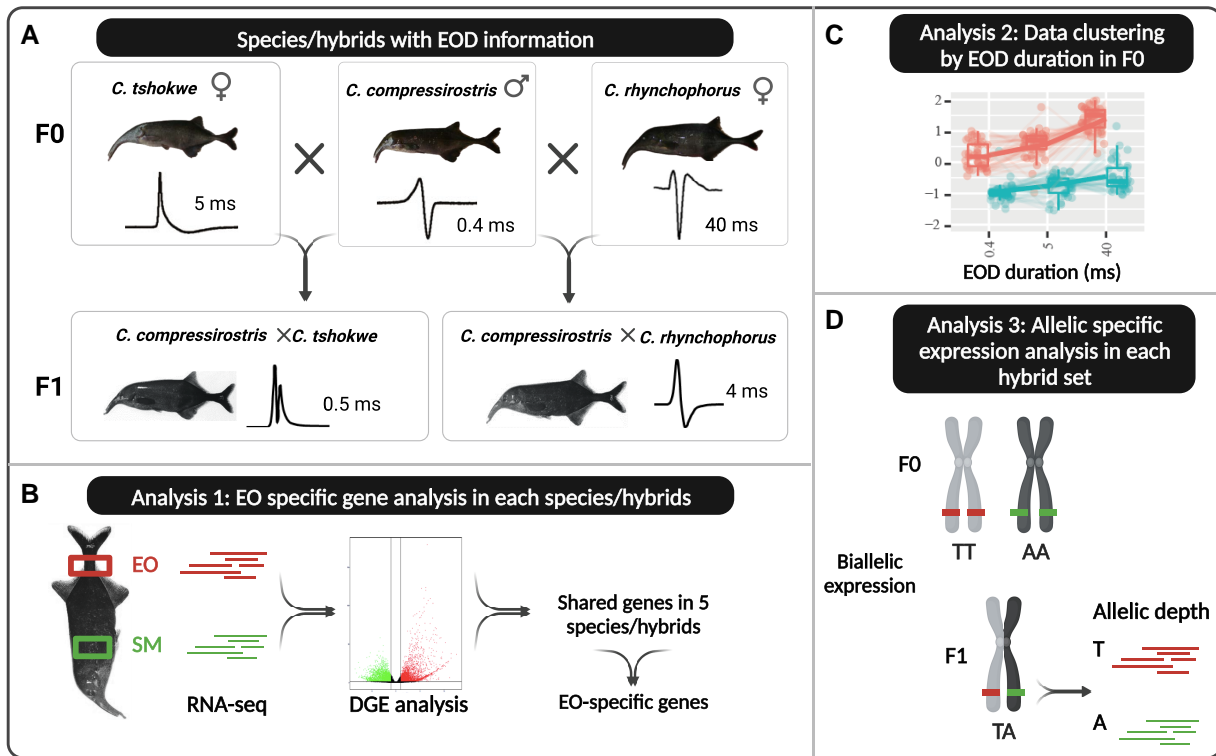 A
Species/hybrids with EOD information
F0
C. tshokwe ♀
C. compressirostris ♂
C. rhynchophorus ♀
×
×
5 ms
0.4 ms
40 ms
F1
C. compressirostris ×C. tshokwe
0.5 ms
C. compressirostris × C. rhynchophorus
4 ms
B
Analysis 1: EO specific gene analysis in each species/hybrids
EO
SM
RNA-seq
DGE analysis
Shared genes in 5
species/hybrids
EO-specific genes
C
Analysis 2: Data clustering
by EOD duration in F0
2
1
0
−1
−2
0.4
5
40
EOD duration (ms)
D
Analysis 3: Allelic specific
expression analysis in each
hybrid set
F0
TT
AA
Biallelic
expression
F1
TA
Allelic depth
T
A